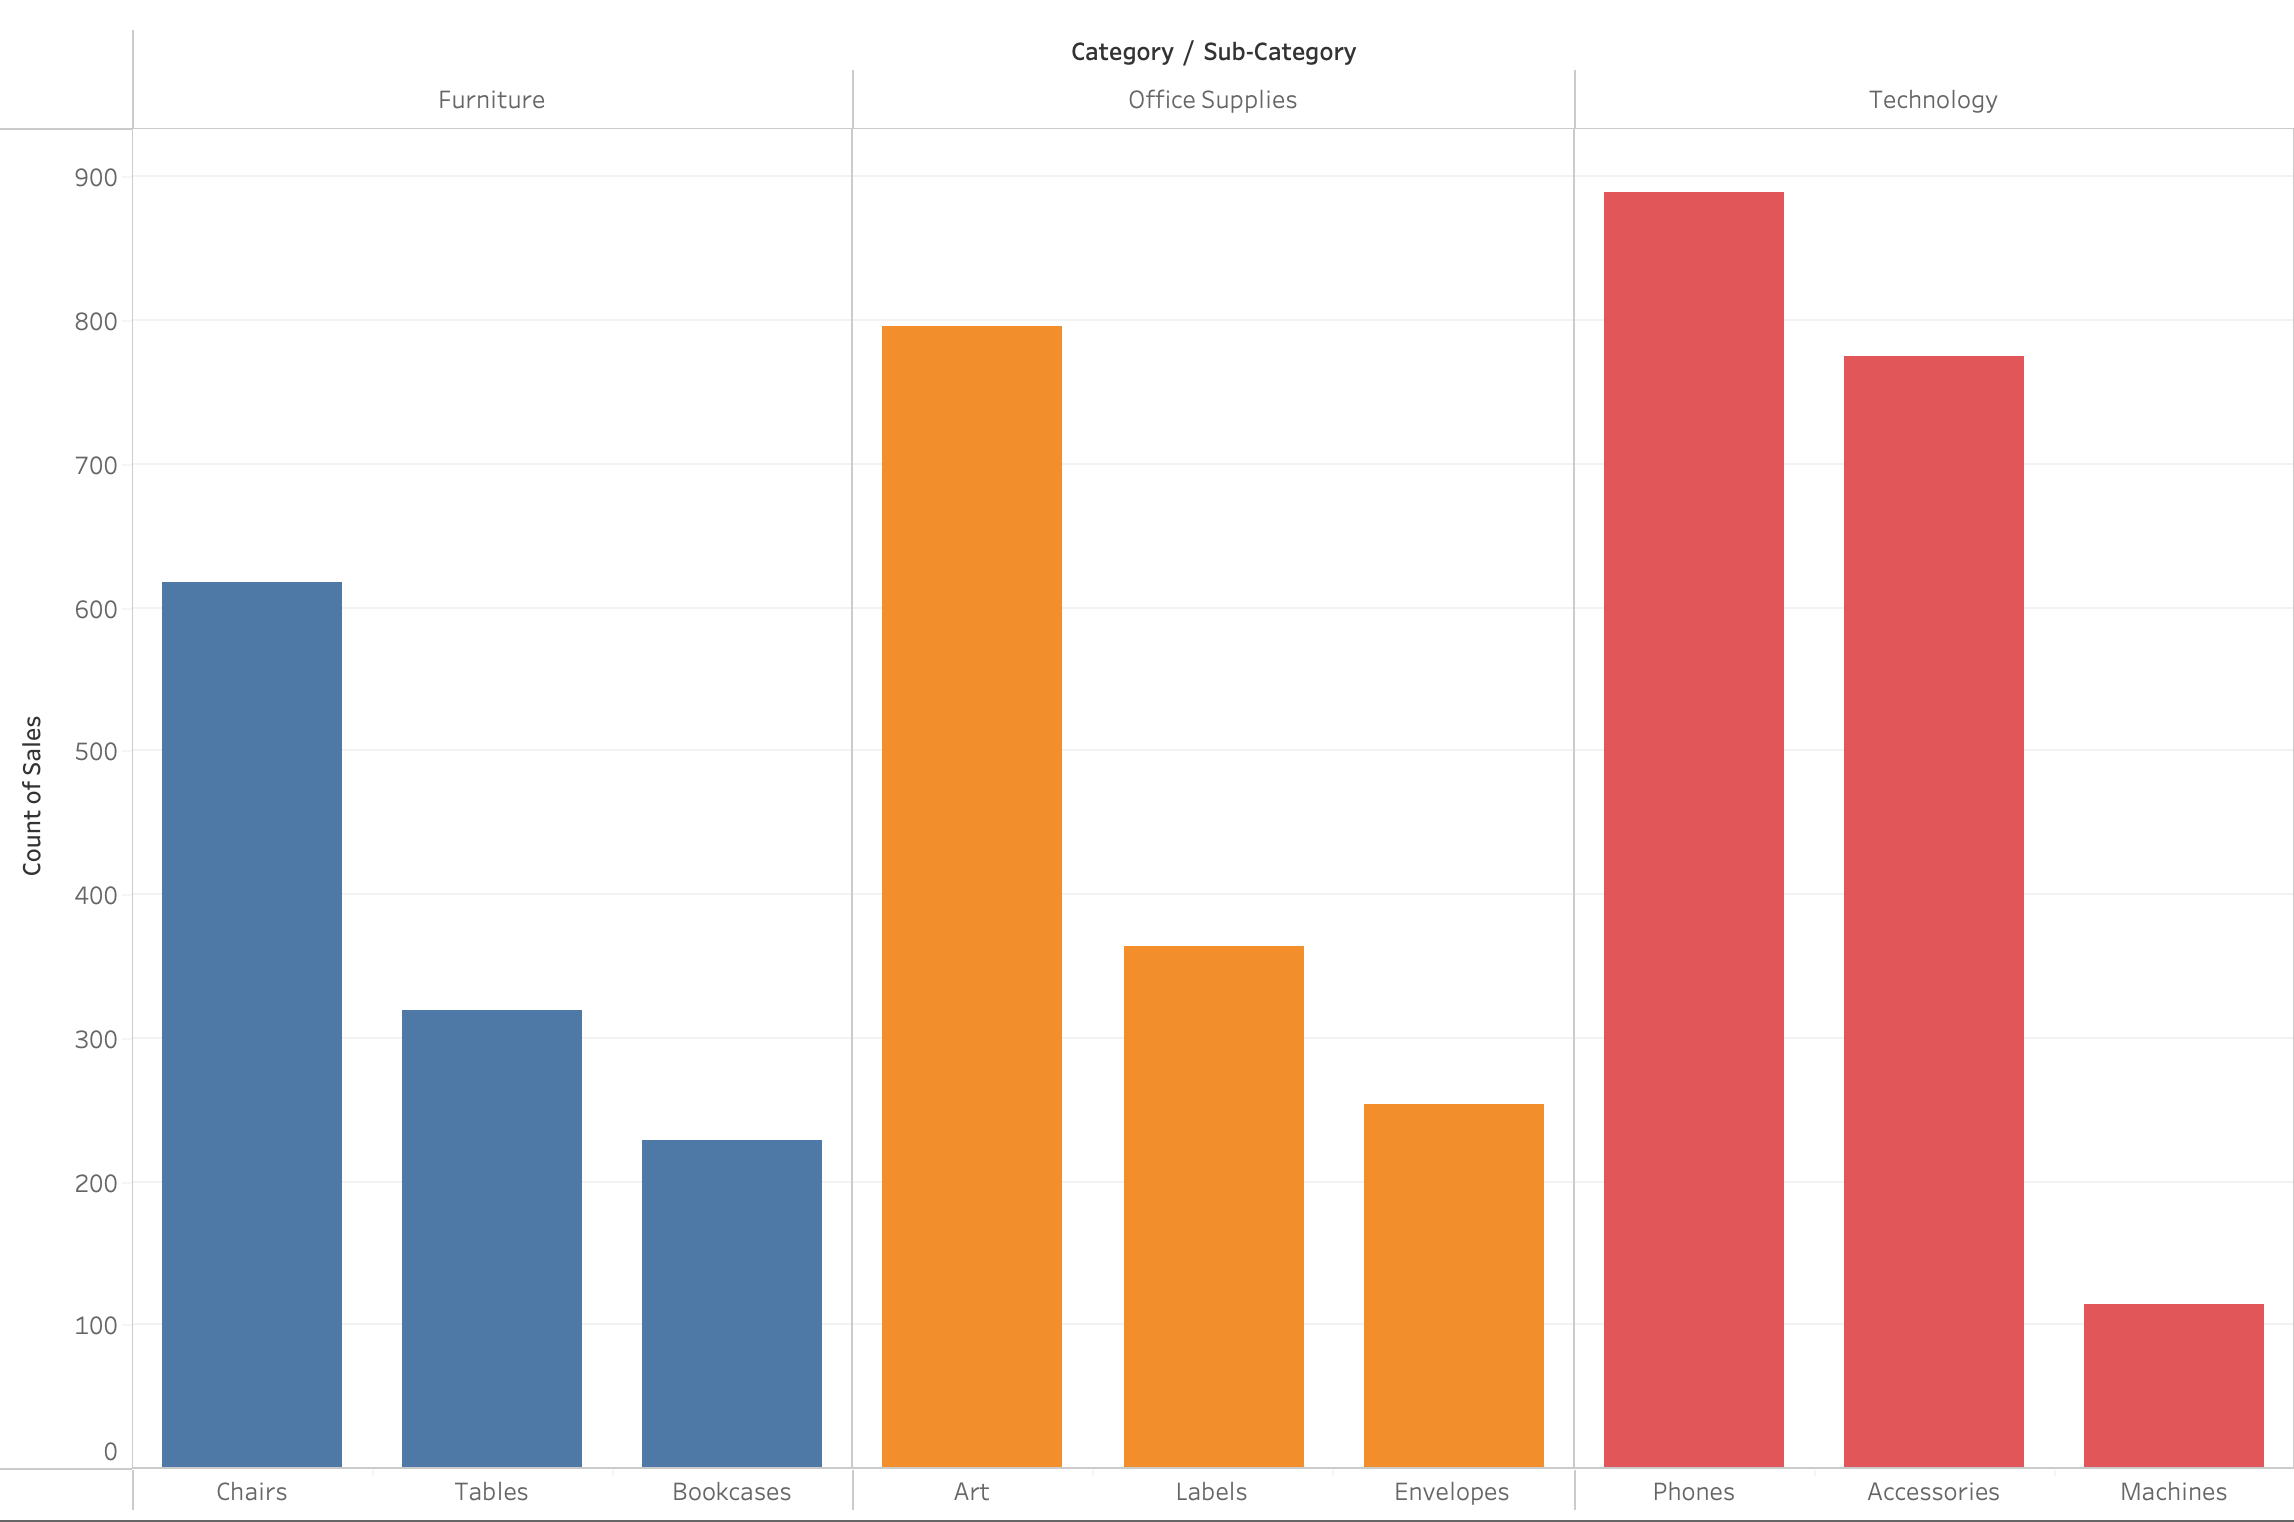 Category / Sub-Category
Furniture Office Supplies Technology
900
800
700
600
500
400
300
200
100
0
Count of Sales
Chairs Tables Bookcases Art Labels Envelopes Phones Accessories Machines